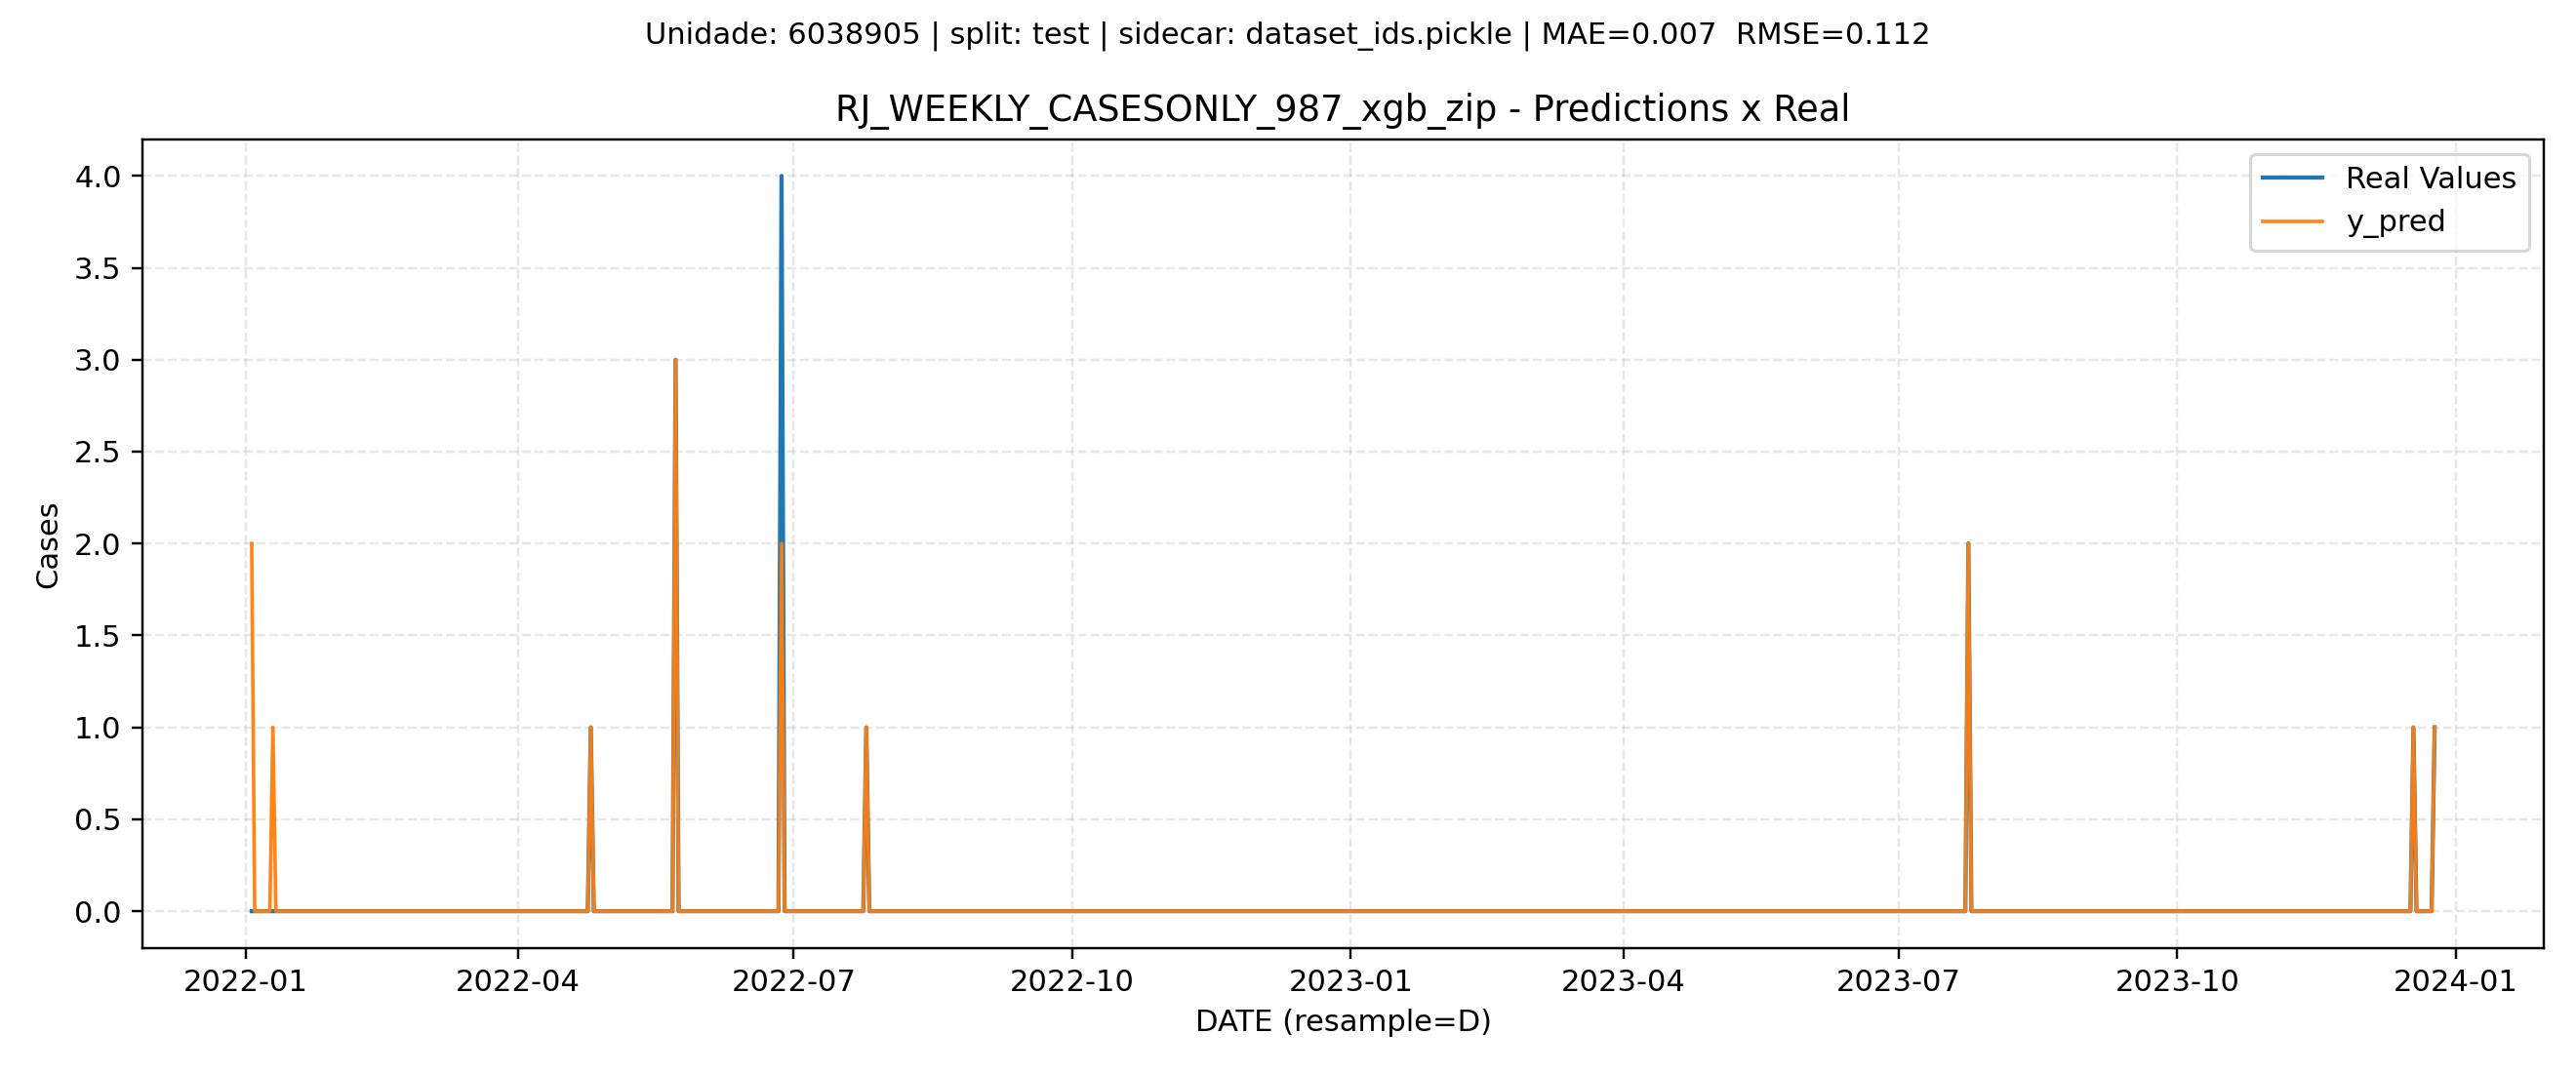 Unidade: 6038905 | split: test | sidecar: dataset_ids.pickle | MAE=0.007  RMSE=0.112
RJ_WEEKLY_CASESONLY_987_xgb_zip - Predictions x Real
Real Values
y_pred
Cases
4.0
3.5
3.0
2.5
2.0
1.5
1.0
0.5
0.0
2022-01 2022-04 2022-07 2022-10 2023-01 2023-04 2023-07 2023-10 2024-01
DATE (resample=D)